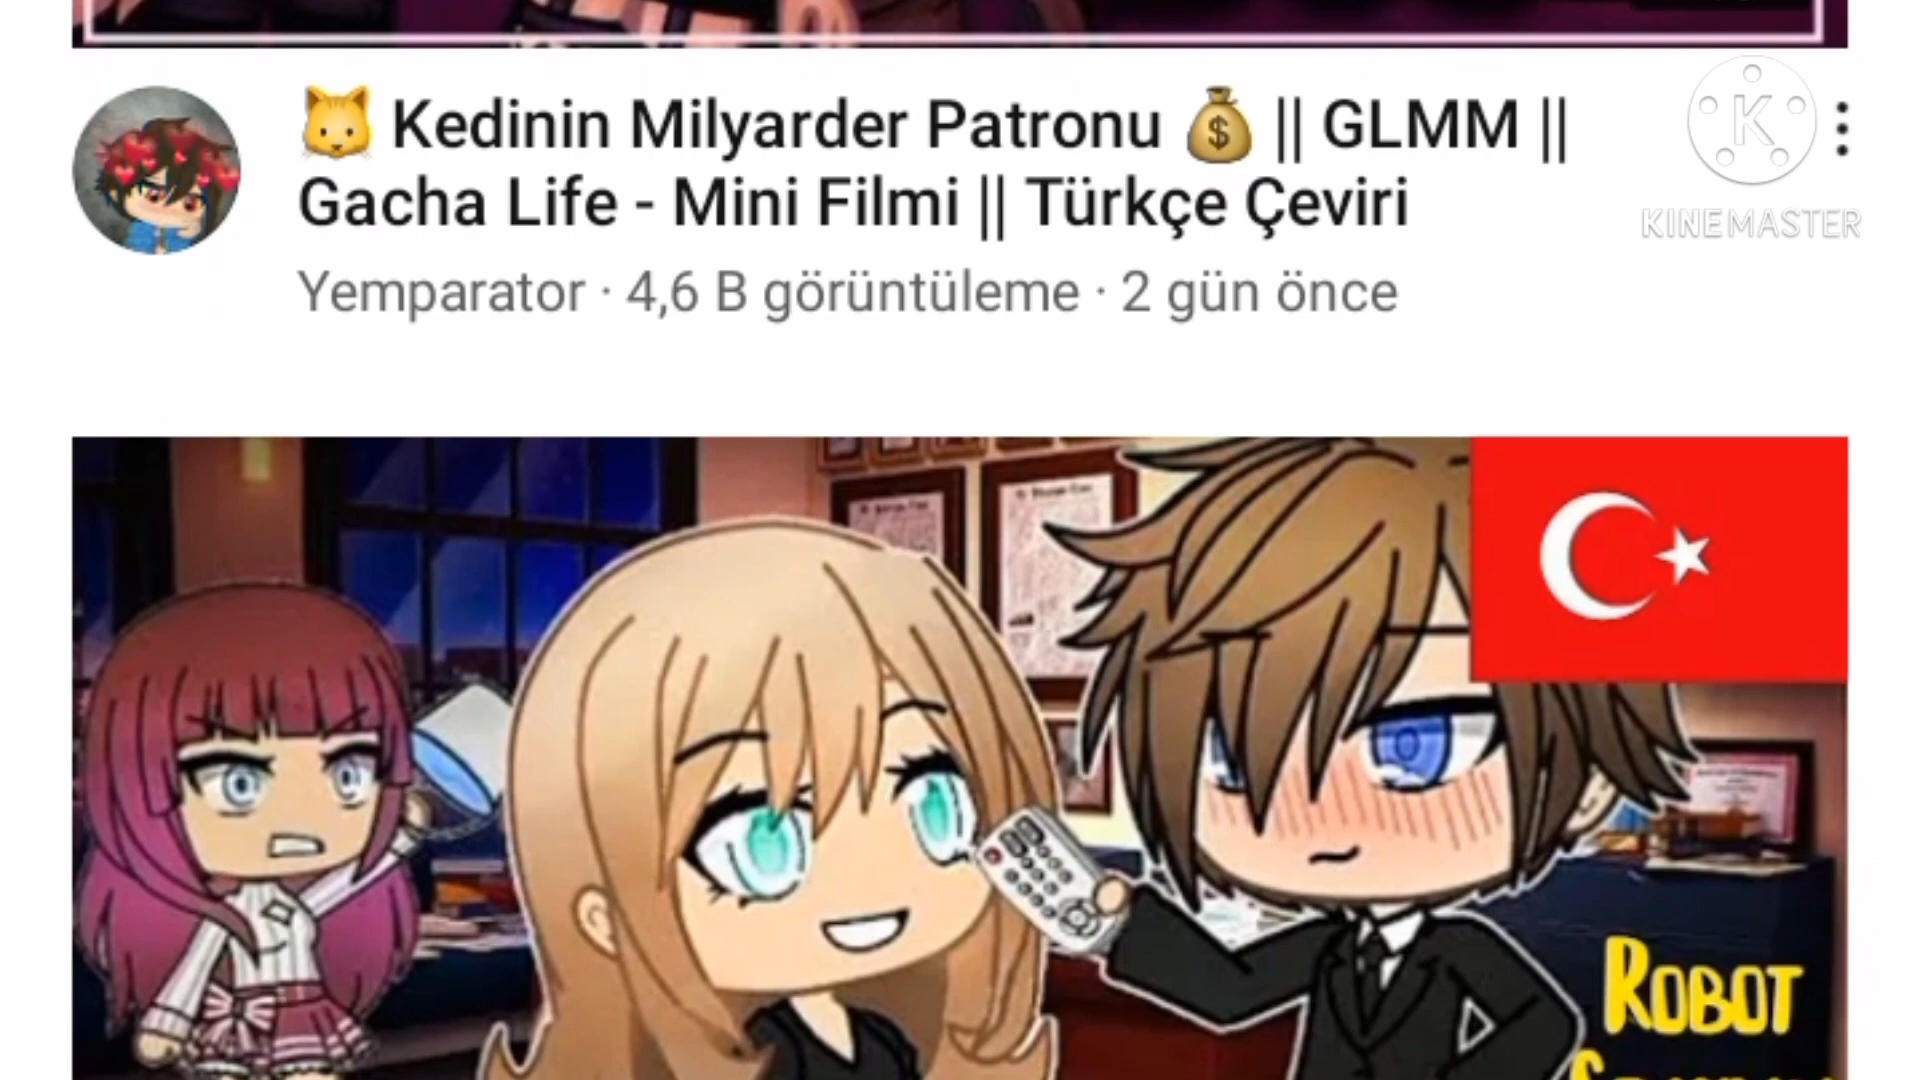 🐱 Kedinin Milyarder Patronu 💰 || GLMM ||
Gacha Life - Mini Filmi || Türkçe Çeviri
Yemparator · 4,6 B görüntüleme · 2 gün önce
K
KINEMASTER
ROBOT